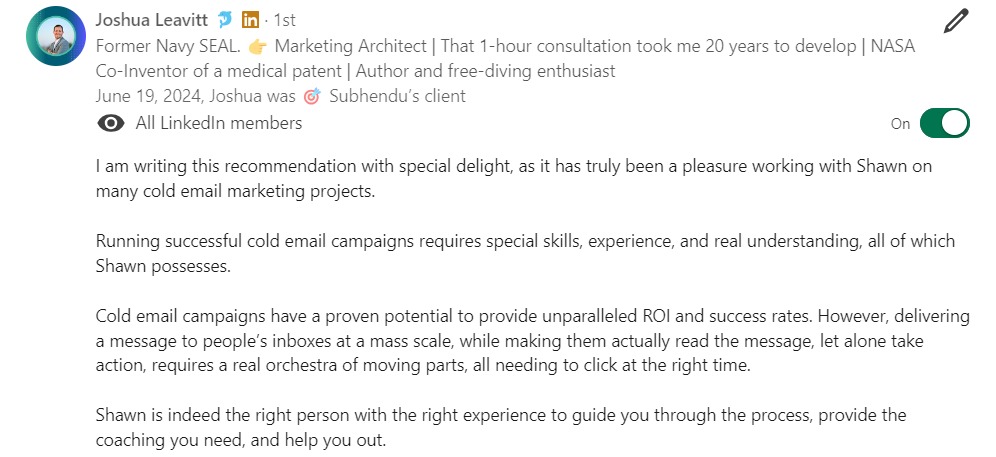 Joshua Leavitt · 1st
Former Navy SEAL. 👉 Marketing Architect | That 1-hour consultation took me 20 years to develop | NASA
Co-Inventor of a medical patent | Author and free-diving enthusiast
June 19, 2024, Joshua was 🎯 Subhendu’s client
All LinkedIn members
On
I am writing this recommendation with special delight, as it has truly been a pleasure working with Shawn on
many cold email marketing projects.
Running successful cold email campaigns requires special skills, experience, and real understanding, all of which
Shawn possesses.
Cold email campaigns have a proven potential to provide unparalleled ROI and success rates. However, delivering
a message to people’s inboxes at a mass scale, while making them actually read the message, let alone take
action, requires a real orchestra of moving parts, all needing to click at the right time.
Shawn is indeed the right person with the right experience to guide you through the process, provide the
coaching you need, and help you out.